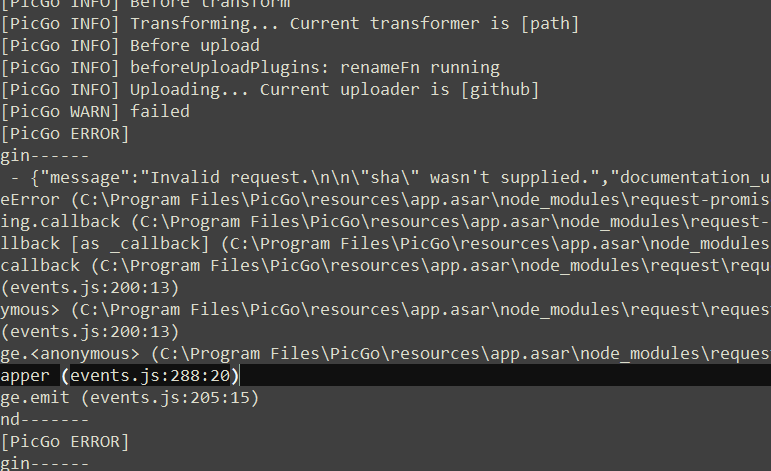 [PicGo INFO] Before transform
[PicGo INFO] Transforming... Current transformer is [path]
[PicGo INFO] Before upload
[PicGo INFO] beforeUploadPlugins: renameFn running
[PicGo INFO] Uploading... Current uploader is [github]
[PicGo WARN] failed
[PicGo ERROR]
gin------
 - {"message":"Invalid request.\n\n\"sha\" wasn't supplied.","documentation_u
eError (C:\Program Files\PicGo\resources\app.asar\node_modules\request-promis
ing.callback (C:\Program Files\PicGo\resources\app.asar\node_modules\request-
llback [as _callback] (C:\Program Files\PicGo\resources\app.asar\node_modules
callback (C:\Program Files\PicGo\resources\app.asar\node_modules\request\requ
(events.js:200:13)
ymous> (C:\Program Files\PicGo\resources\app.asar\node_modules\request\reques
(events.js:200:13)
ge.<anonymous> (C:\Program Files\PicGo\resources\app.asar\node_modules\reques
apper (events.js:288:20)
ge.emit (events.js:205:15)
nd-------
[PicGo ERROR]
gin------